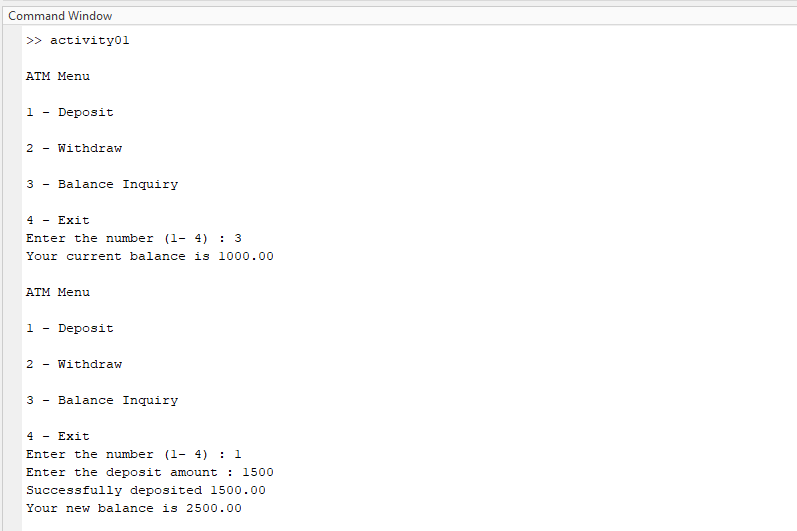 Command Window
>> activity01
ATM Menu
1 - Deposit
2 - Withdraw
3 - Balance Inquiry
4 - Exit
Enter the number (1- 4) : 3
Your current balance is 1000.00
ATM Menu
1 - Deposit
2 - Withdraw
3 - Balance Inquiry
4 - Exit
Enter the number (1- 4) : 1
Enter the deposit amount : 1500
Successfully deposited 1500.00
Your new balance is 2500.00